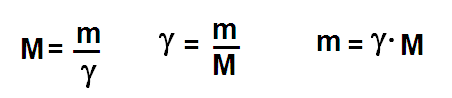 M = m/γ γ = m/M m = γ · M